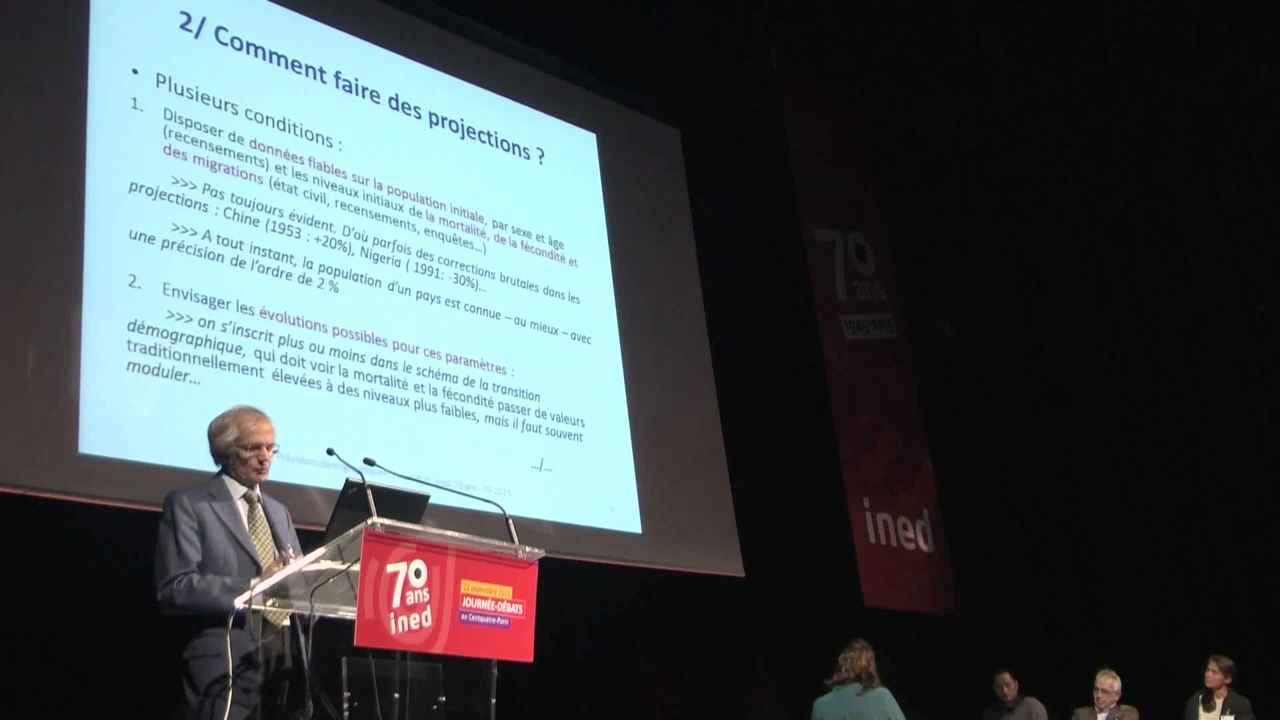 2/ Comment faire des projections ?
• Plusieurs conditions :
1. Disposer de données fiables sur la population initiale, par sexe et âge
(recensements) et les niveaux initiaux de la mortalité, de la fécondité et
des migrations (état civil, recensements, enquêtes...)
>>> Pas toujours évident. D'où parfois des corrections brutales dans les
projections : Chine (1953 : +20%), Nigeria ( 1991: -30%)...
>>> A tout instant, la population d'un pays est connue – au mieux – avec
une précision de l'ordre de 2 %
2. Envisager les évolutions possibles pour ces paramètres :
>>> on s'inscrit plus ou moins dans le schéma de la transition
démographique, qui doit voir la mortalité et la fécondité passer de valeurs
traditionnellement élevées à des niveaux plus faibles, mais il faut souvent
moduler...
.../...
70
ans
ined
70
ans
ined
septembre
JOURNÉE-DÉBATS
au Centquatre-Paris